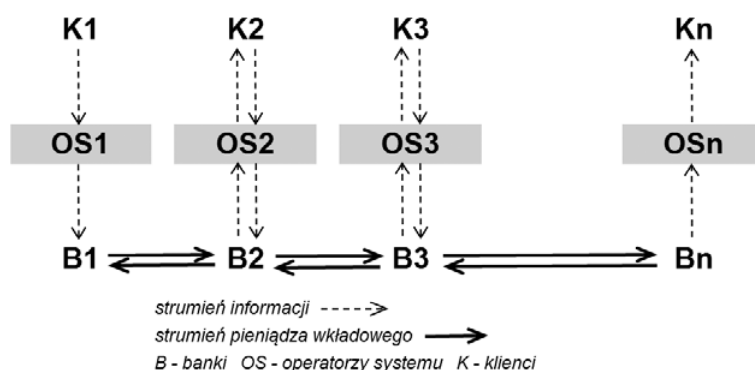 K1 K2 K3 Kn
OS1 OS2 OS3 OSn
B1 B2 B3 Bn
strumień informacji
strumień pieniądza wkładowego
B - banki OS - operatorzy systemu K - klienci